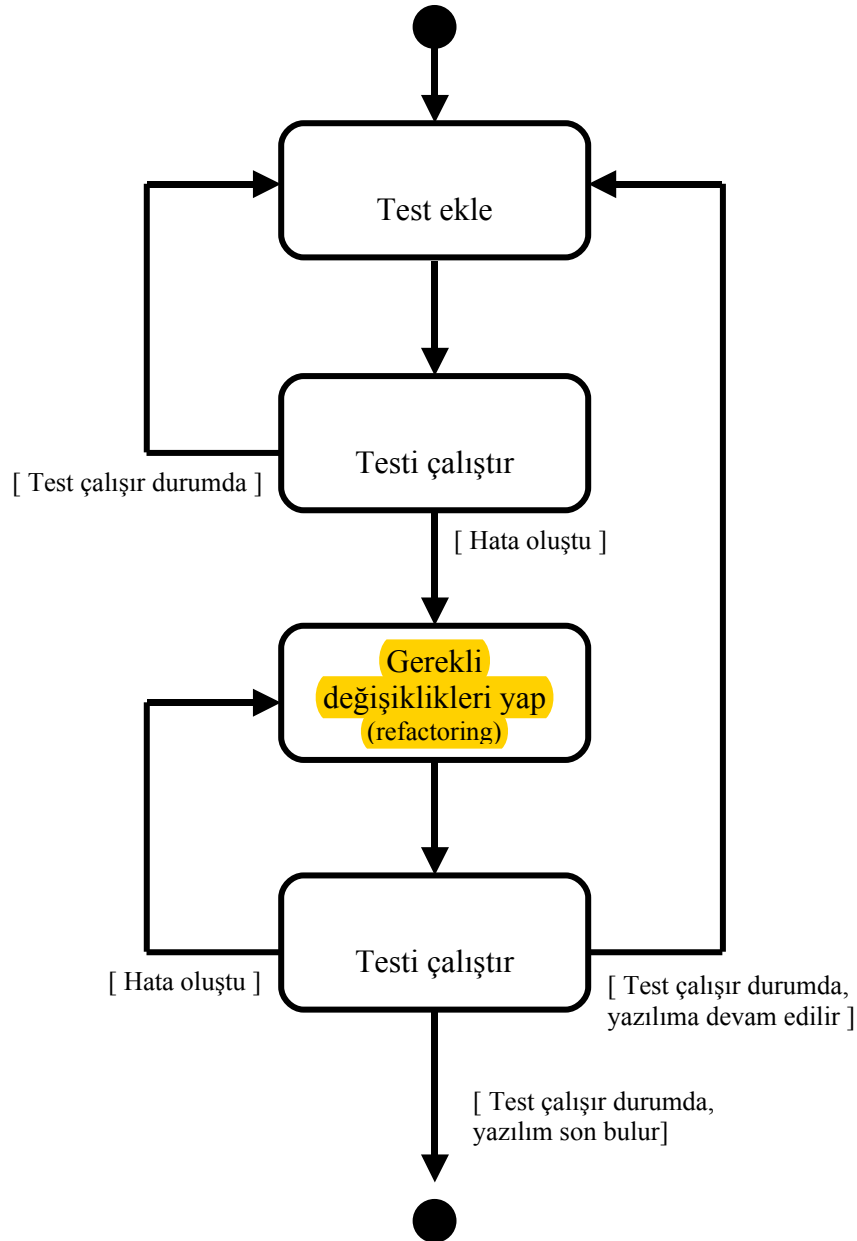 Test ekle
Testi çalıştır
[ Test çalışır durumda ]
[ Hata oluştu ]
Gerekli
değişiklikleri yap
(refactoring)
Testi çalıştır
[ Hata oluştu ]
[ Test çalışır durumda,
yazılıma devam edilir ]
[ Test çalışır durumda,
yazılım son bulur]